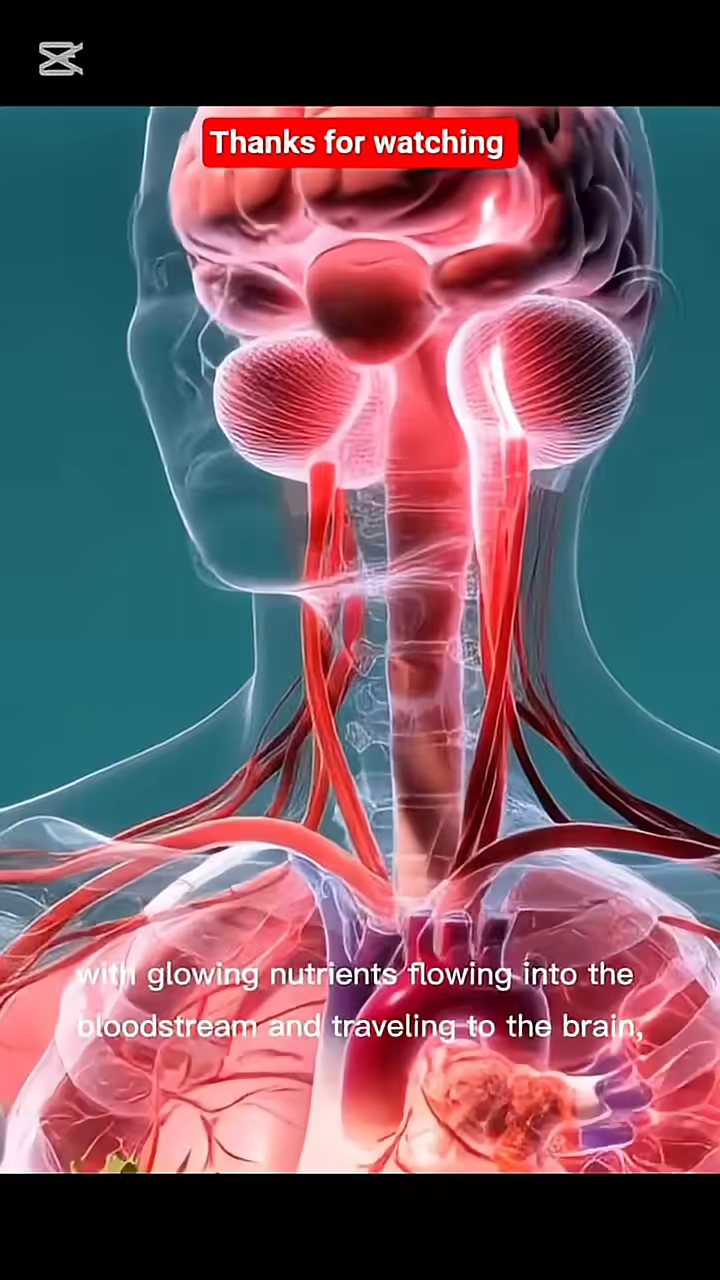 Thanks for watching
with glowing nutrients flowing into the
bloodstream and traveling to the brain,